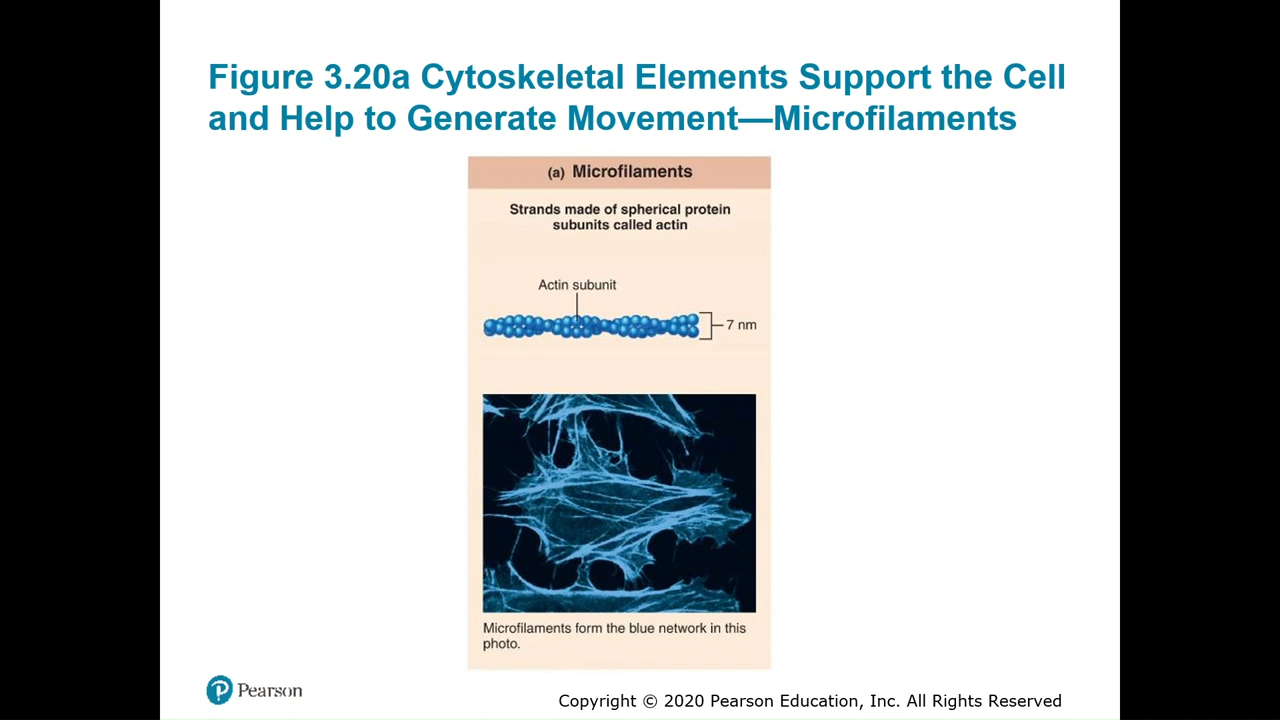 Figure 3.20a Cytoskeletal Elements Support the Cell
and Help to Generate Movement—Microfilaments
(a) Microfilaments
Strands made of spherical protein
subunits called actin
Actin subunit
7 nm
Microfilaments form the blue network in this
photo.
Pearson
Copyright © 2020 Pearson Education, Inc. All Rights Reserved